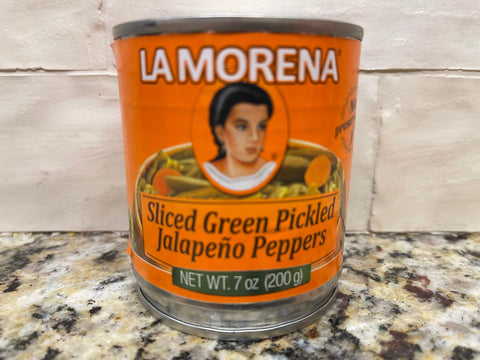 LA MORENA®
Sliced Green Pickled
Jalapeño Peppers
NET WT. 7 oz (200 g)